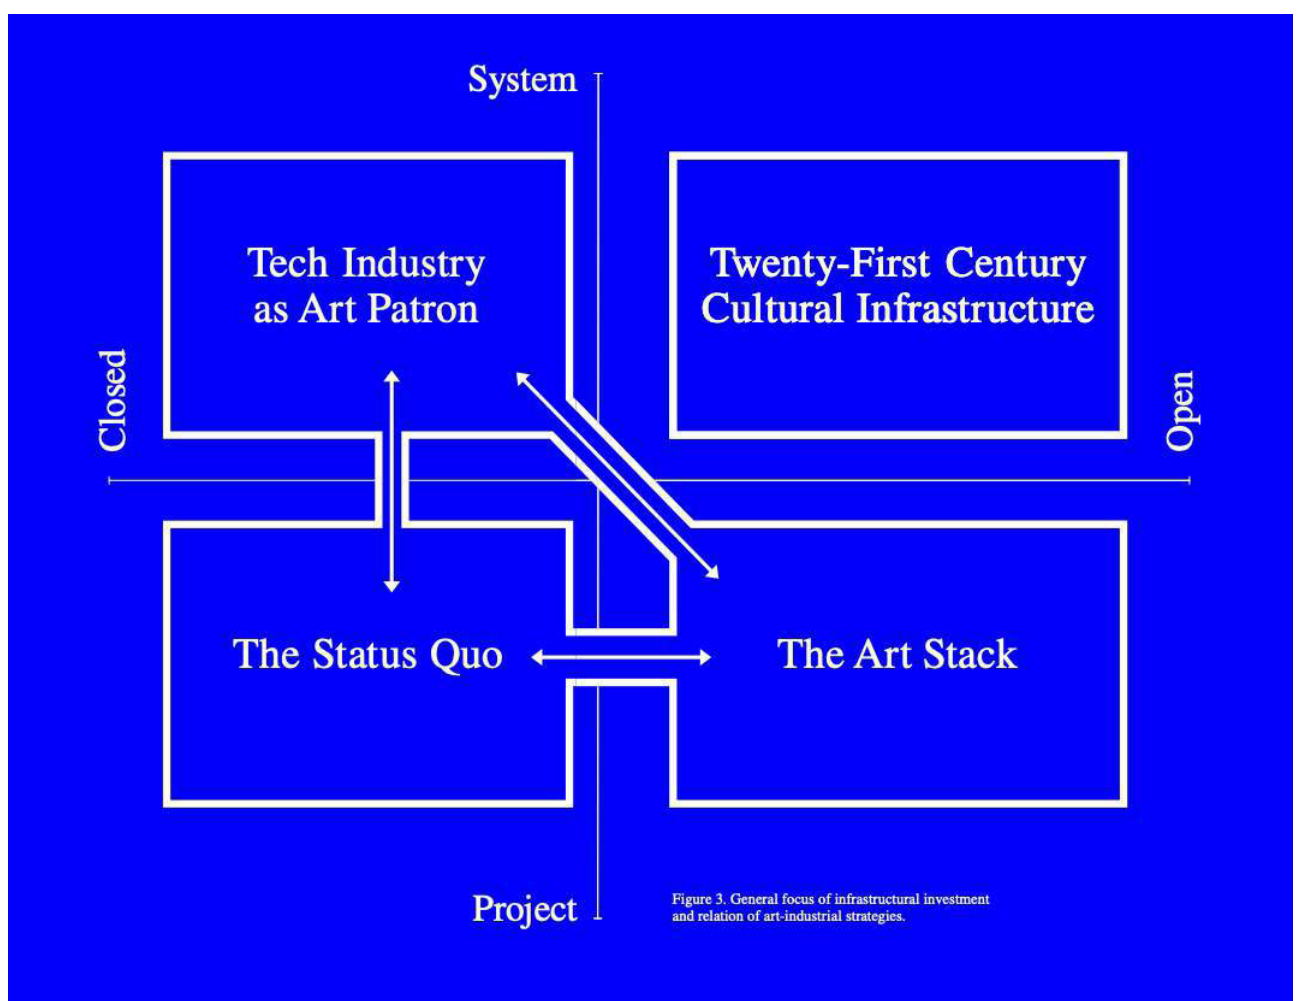 System
Tech Industry
as Art Patron
Twenty-First Century
Cultural Infrastructure
Closed
Open
The Status Quo
The Art Stack
Project
Figure 3. General focus of infrastructural investment
and relation of art-industrial strategies.